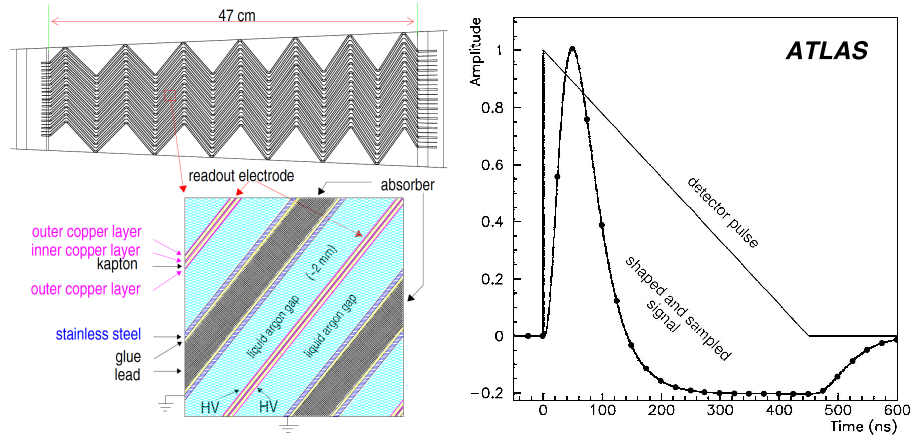 47 cm
readout electrode
absorber
outer copper layer
inner copper layer
kapton
outer copper layer
stainless steel
glue
lead
liquid argon gap
(~2 mm)
liquid argon gap
HV
HV
Amplitude
ATLAS
1
0.8
0.6
0.4
0.2
0
−0.2
detector pulse
shaped and sampled
signal
0
100
200
300
400
500
600
Time (ns)